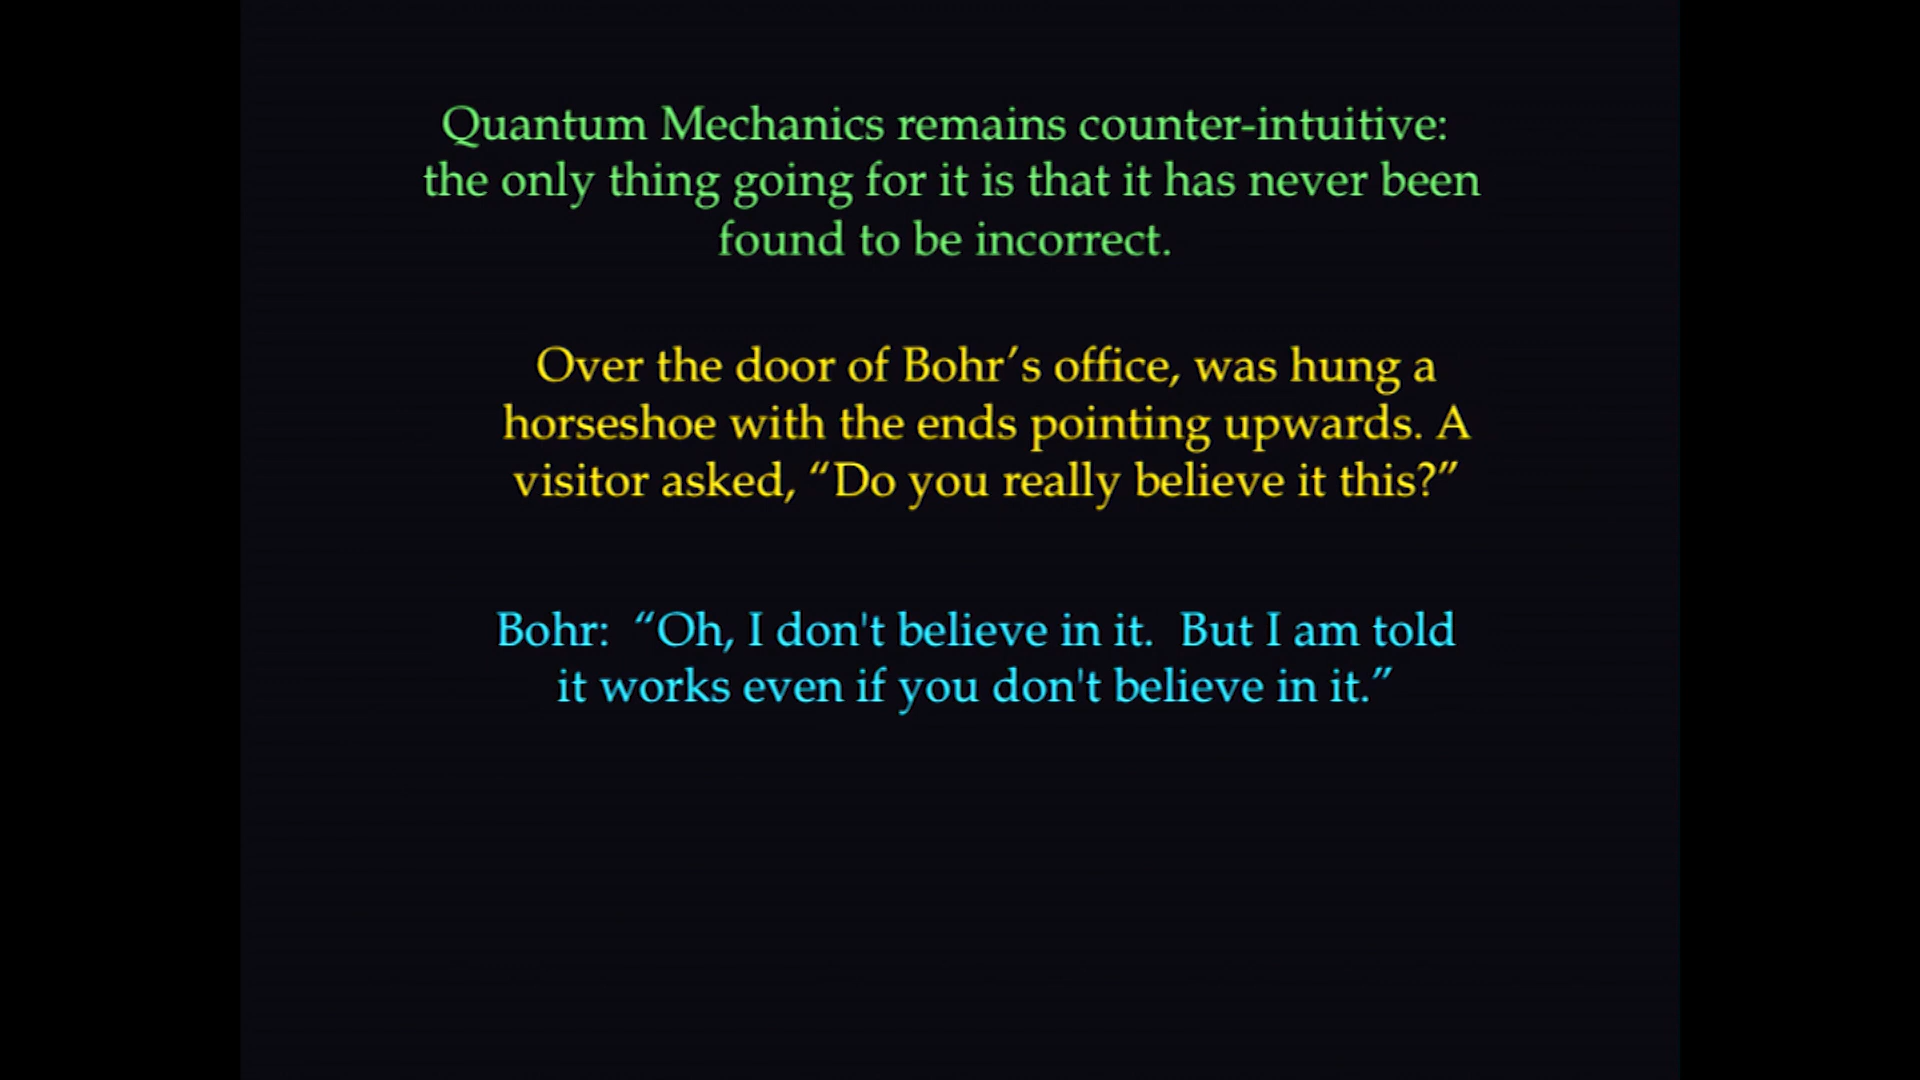 Quantum Mechanics remains counter-intuitive:
the only thing going for it is that it has never been
found to be incorrect.
Over the door of Bohr’s office, was hung a
horseshoe with the ends pointing upwards. A
visitor asked, “Do you really believe it this?”
Bohr:  “Oh, I don't believe in it.  But I am told
it works even if you don't believe in it.”